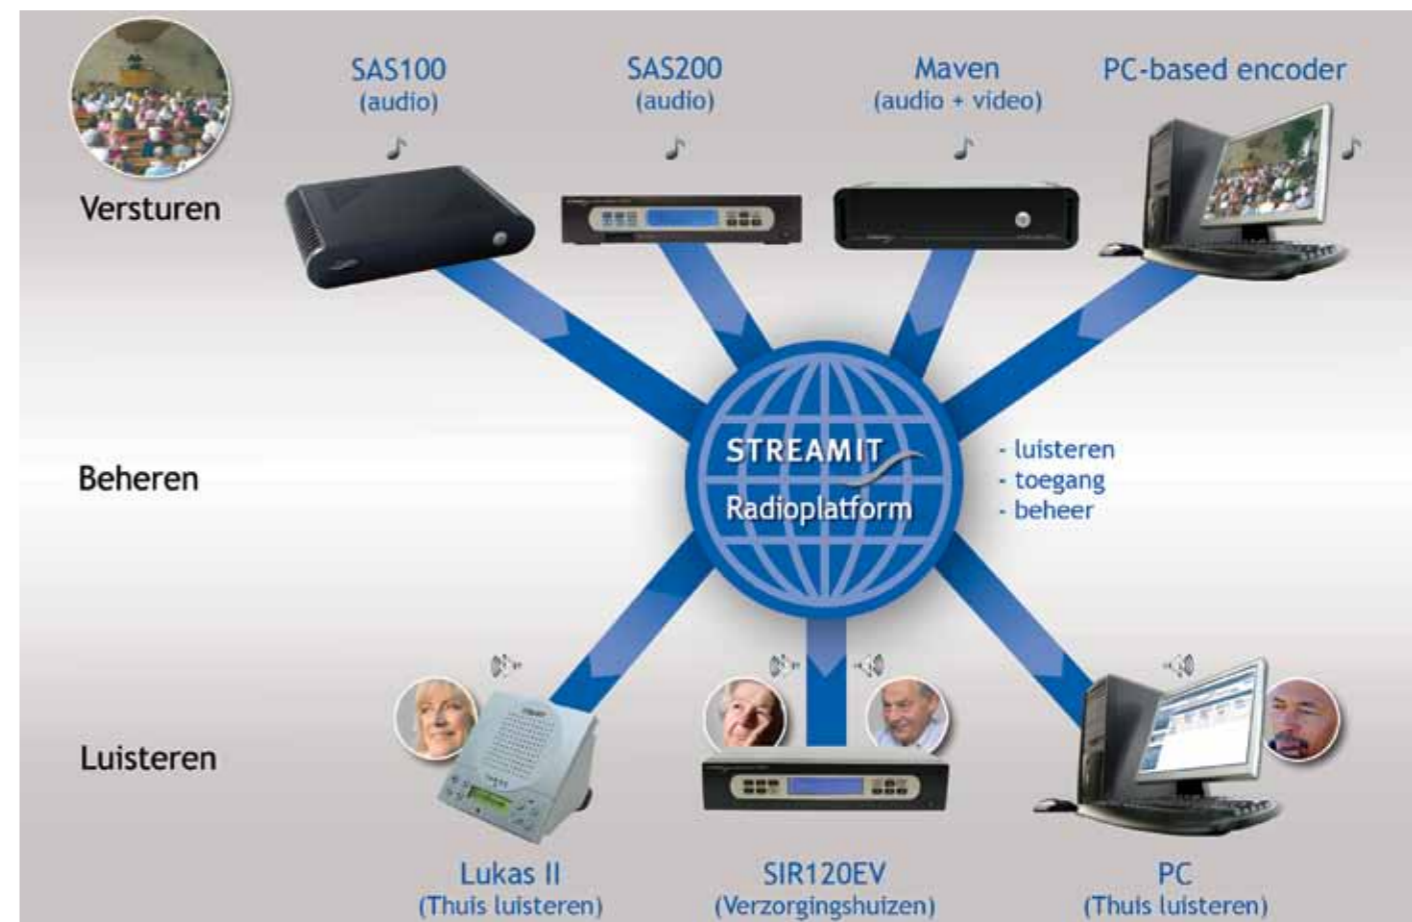 SAS100
(audio)
SAS200
(audio)
Maven
(audio + video)
PC-based encoder
Versturen
Beheren
STREAMIT
Radioplatform
- luisteren
- toegang
- beheer
Luisteren
Lukas II
(Thuis luisteren)
SIR120EV
(Verzorgingshuizen)
PC
(Thuis luisteren)